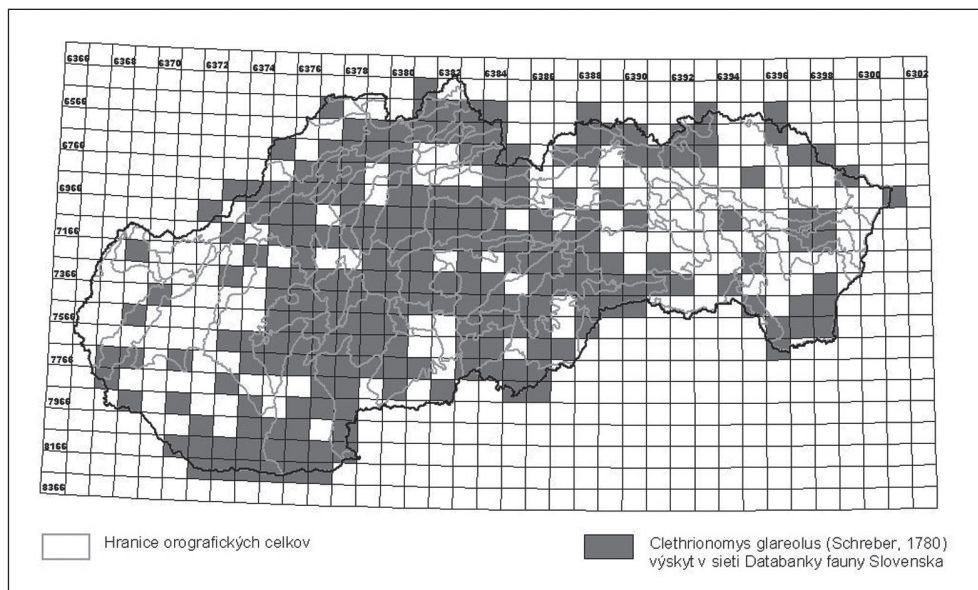 6366 6368 6370 6372 6374 6376 6378 6380 6382 6384 6386 6388 6390 6392 6394 6396 6398 6300 6302
6566
6766
6966
7166
7366
7566
7766
7966
8166
8366
Hranice orografických celkov
Clethrionomys glareolus (Schreber, 1780)
výskyt v sieti Databanky fauny Slovenska